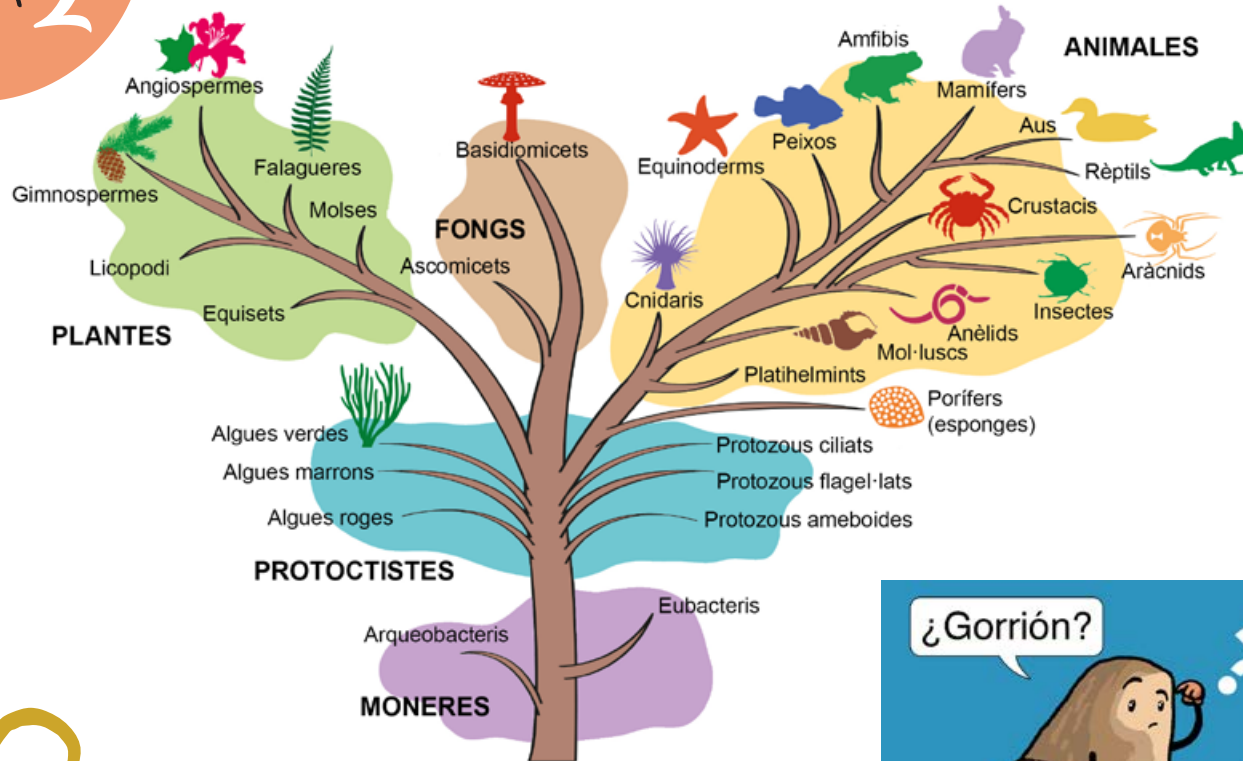 2
Amfibis
ANIMALES
Angiospermes
Mamífers
Aus
Peixos
Basidiomicets
Equinoderms
Falagueres
Rèptils
Gimnospermes
Molses
Crustacis
FONGS
Licopodi
Ascomicets
Aràcnids
Cnidaris
Equisets
Insectes
PLANTES
Anèlids
Mol·luscs
Platihelmints
Porífers
(esponges)
Algues verdes
Protozous ciliats
Algues marrons
Protozous flagel·lats
Algues roges
Protozous ameboides
PROTOCTISTES
Eubacteris
Arqueobacteris
¿Gorrión?
MONERES